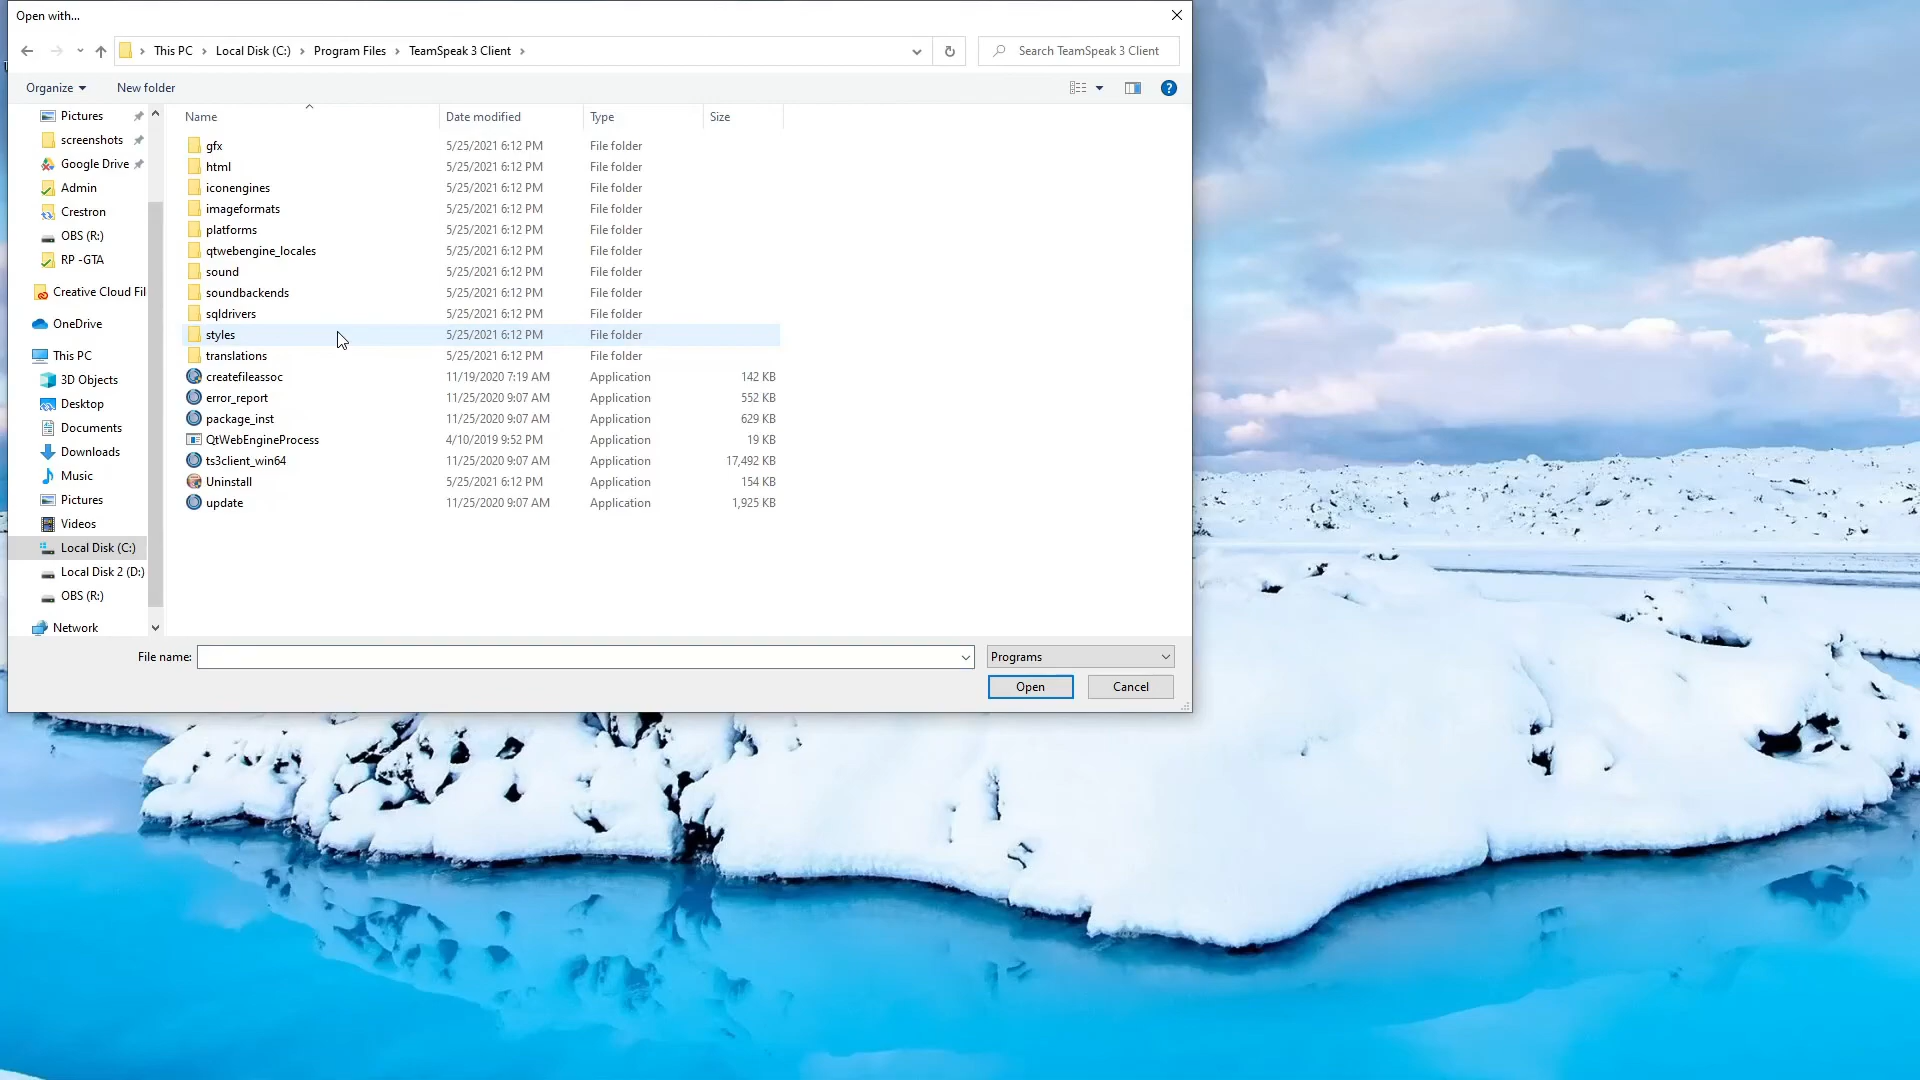 Open with...
This PC > Local Disk (C:) > Program Files > TeamSpeak 3 Client >
Search TeamSpeak 3 Client
Organize
New folder
Pictures
screenshots
Google Drive
Admin
Crestron
OBS (R:)
RP -GTA
Creative Cloud Fil
OneDrive
This PC
3D Objects
Desktop
Documents
Downloads
Music
Pictures
Videos
Local Disk (C:)
Local Disk 2 (D:)
OBS (R:)
Network
Name Date modified Type Size
gfx 5/25/2021 6:12 PM File folder
html 5/25/2021 6:12 PM File folder
iconengines 5/25/2021 6:12 PM File folder
imageformats 5/25/2021 6:12 PM File folder
platforms 5/25/2021 6:12 PM File folder
qtwebengine_locales 5/25/2021 6:12 PM File folder
sound 5/25/2021 6:12 PM File folder
soundbackends 5/25/2021 6:12 PM File folder
sqldrivers 5/25/2021 6:12 PM File folder
styles 5/25/2021 6:12 PM File folder
translations 5/25/2021 6:12 PM File folder
createfileassoc 11/19/2020 7:19 AM Application 142 KB
error_report 11/25/2020 9:07 AM Application 552 KB
package_inst 11/25/2020 9:07 AM Application 629 KB
QtWebEngineProcess 4/10/2019 9:52 PM Application 19 KB
ts3client_win64 11/25/2020 9:07 AM Application 17,492 KB
Uninstall 5/25/2021 6:12 PM Application 154 KB
update 11/25/2020 9:07 AM Application 1,925 KB
File name:
Programs
Open
Cancel